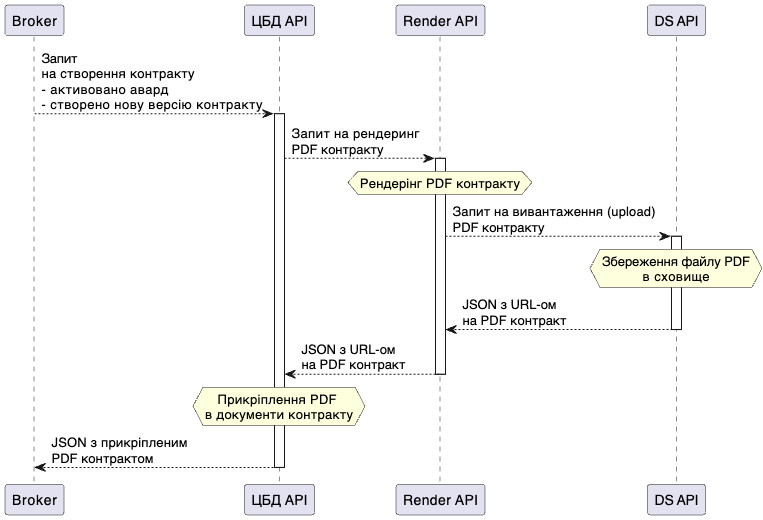 Broker
ЦБД API
Render API
DS API
Запит
на створення контракту
- активовано авард
- створено нову версію контракту
Запит на рендеринг
PDF контракту
Рендерінг PDF контракту
Запит на вивантаження (upload)
PDF контракту
Збереження файлу PDF
в сховище
JSON з URL-ом
на PDF контракт
JSON з URL-ом
на PDF контракт
Прикріплення PDF
в документи контракту
JSON з прикріпленим
PDF контрактом
Broker
ЦБД API
Render API
DS API